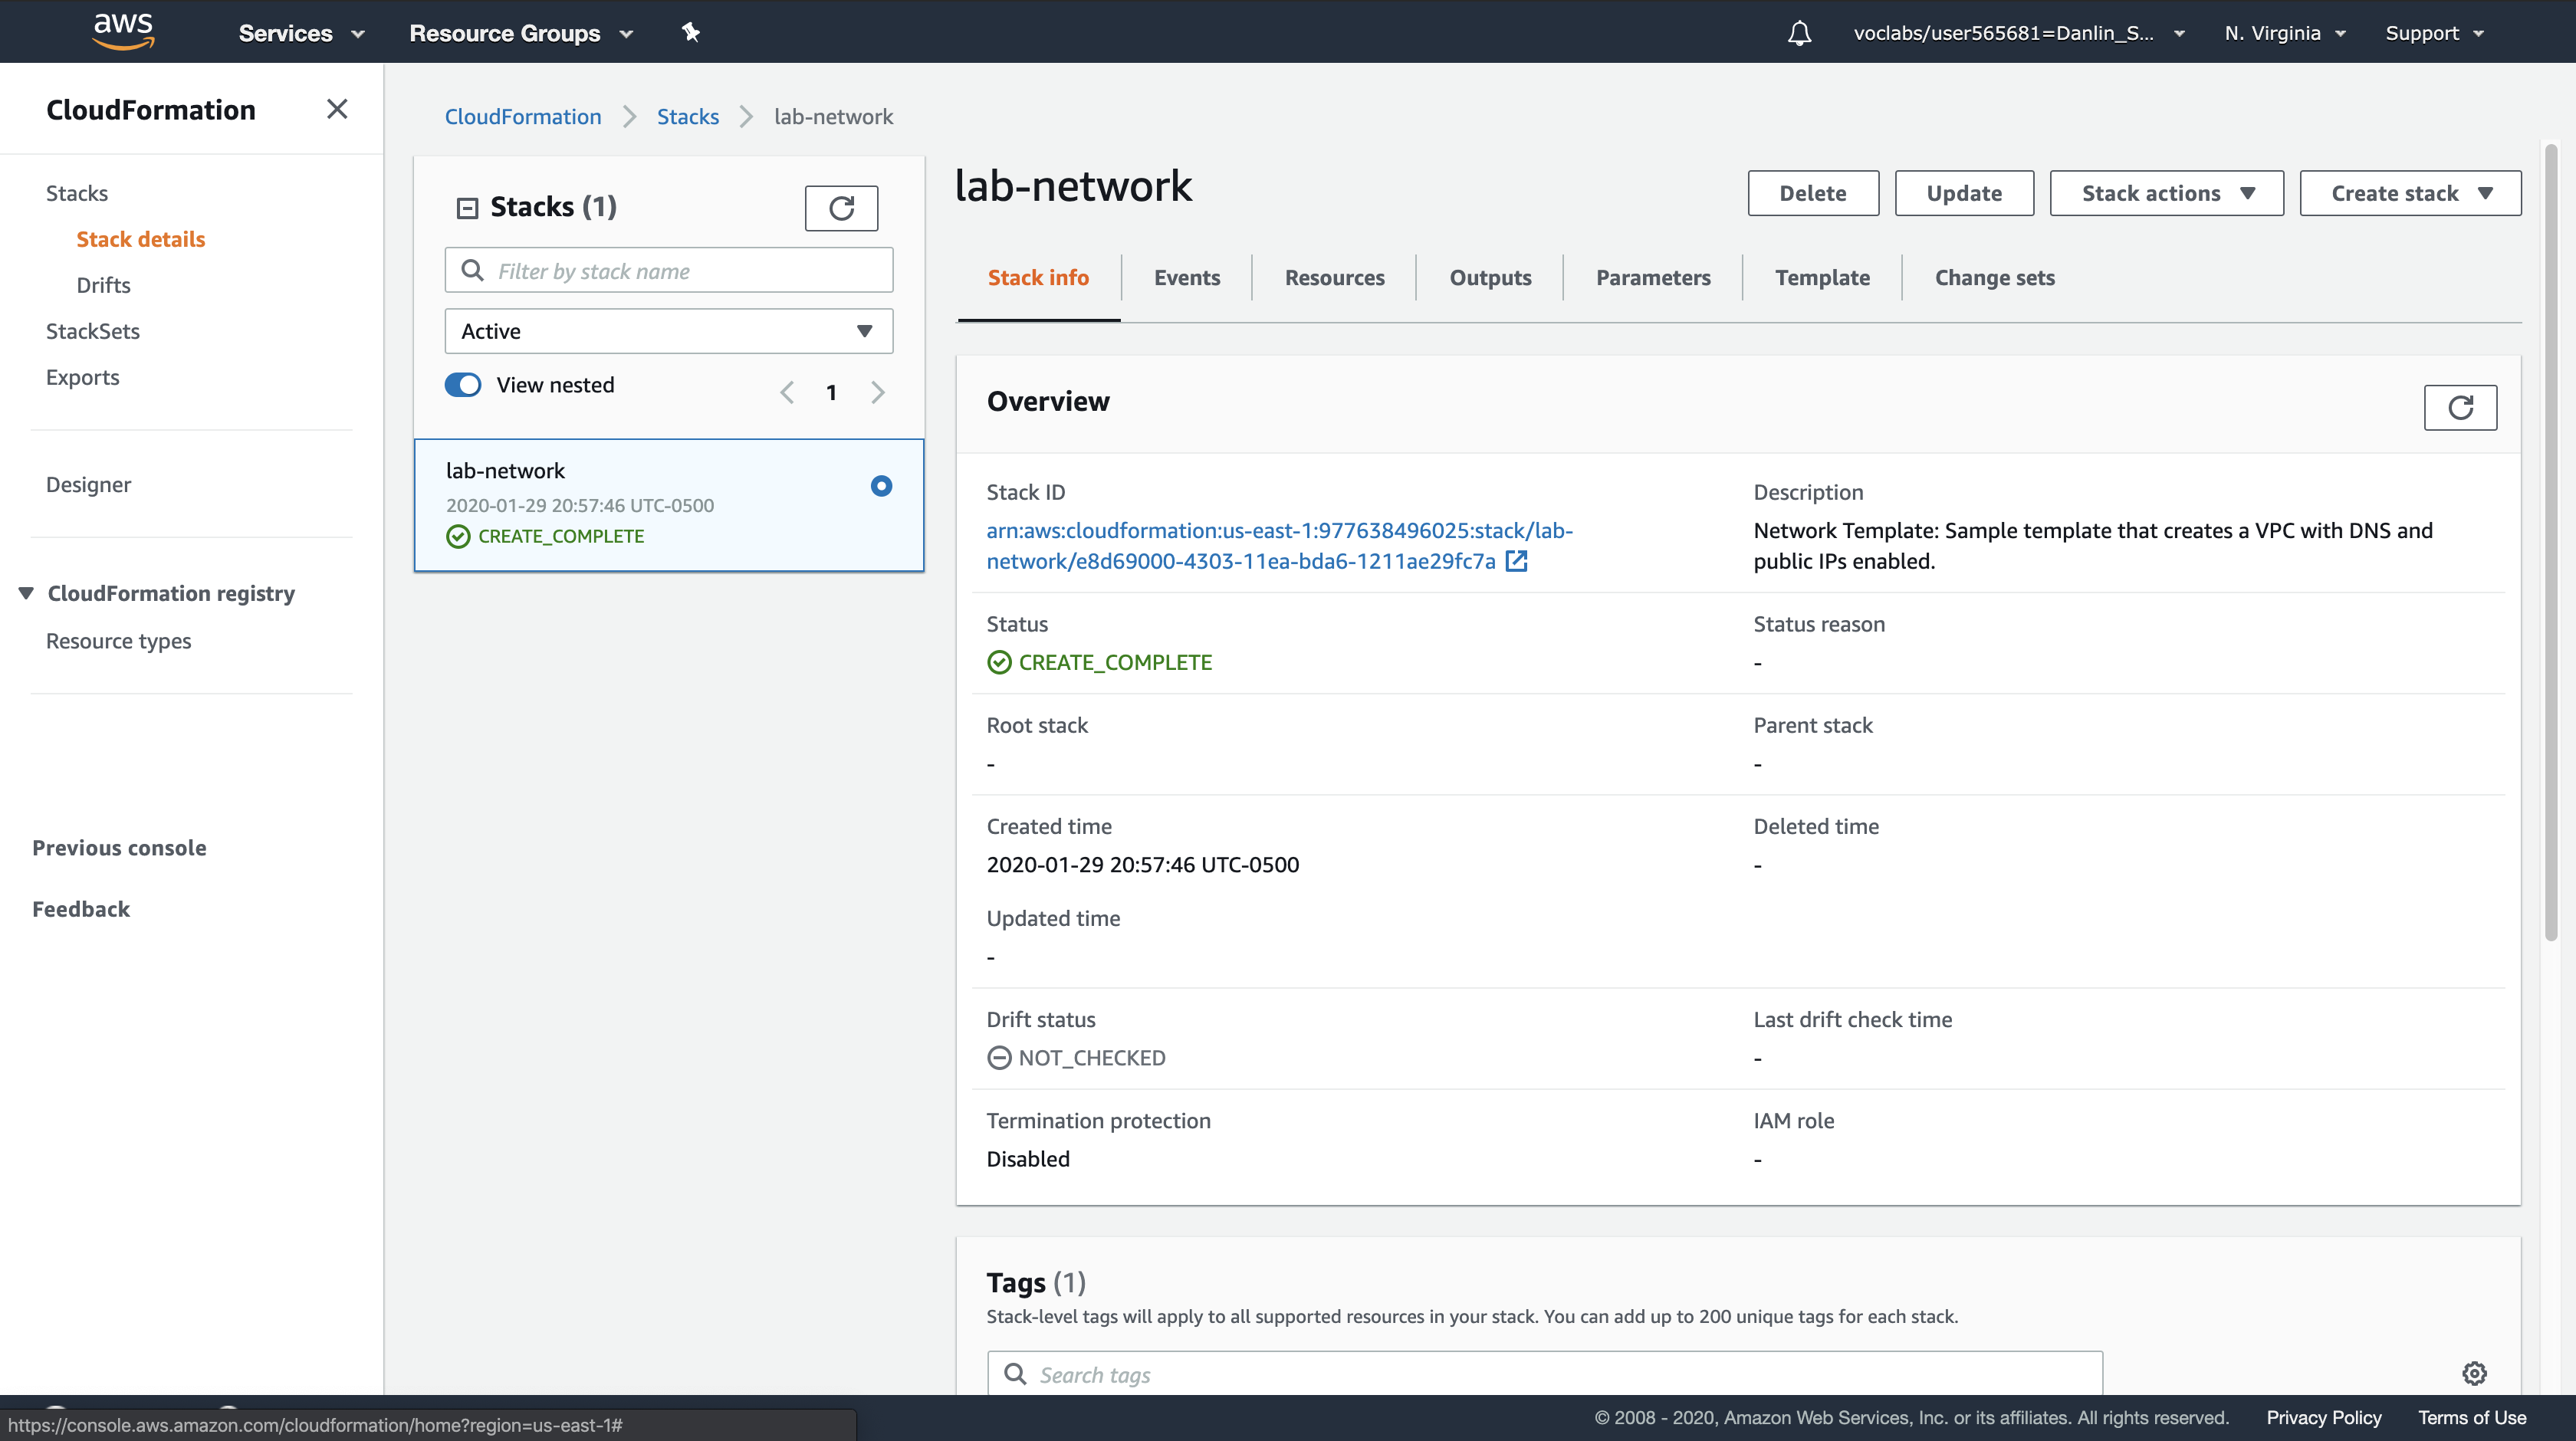 aws
Services
Resource Groups
voclabs/user565681=Danlin_S...
N. Virginia
Support
CloudFormation
Stacks
Stack details
Drifts
StackSets
Exports
Designer
CloudFormation registry
Resource types
Previous console
Feedback
CloudFormation > Stacks > lab-network
Stacks (1)
Filter by stack name
Active
View nested
1
lab-network
2020-01-29 20:57:46 UTC-0500
CREATE_COMPLETE
lab-network
Delete
Update
Stack actions
Create stack
Stack info
Events
Resources
Outputs
Parameters
Template
Change sets
Overview
Stack ID
arn:aws:cloudformation:us-east-1:977638496025:stack/lab-
network/e8d69000-4303-11ea-bda6-1211ae29fc7a
Description
Network Template: Sample template that creates a VPC with DNS and
public IPs enabled.
Status
CREATE_COMPLETE
Status reason
-
Root stack
-
Parent stack
-
Created time
2020-01-29 20:57:46 UTC-0500
Deleted time
-
Updated time
-
Drift status
NOT_CHECKED
Last drift check time
-
Termination protection
Disabled
IAM role
-
Tags (1)
Stack-level tags will apply to all supported resources in your stack. You can add up to 200 unique tags for each stack.
Search tags
https://console.aws.amazon.com/cloudformation/home?region=us-east-1#
© 2008 - 2020, Amazon Web Services, Inc. or its affiliates. All rights reserved.
Privacy Policy
Terms of Use